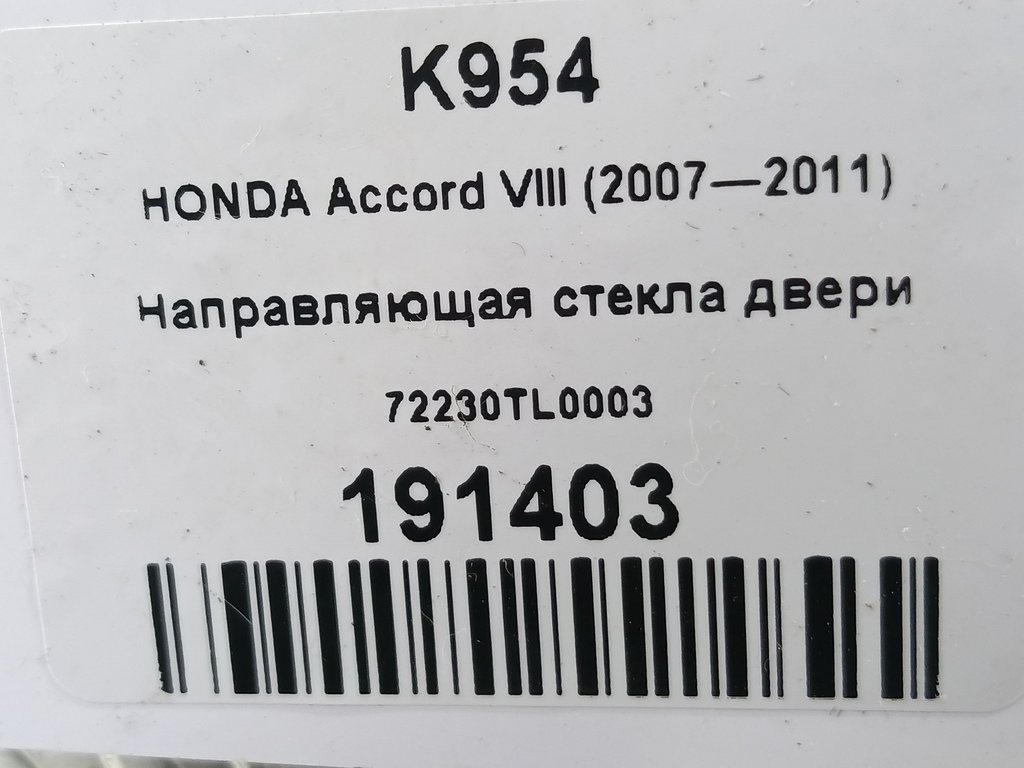 K954
HONDA Accord VIII (2007—2011)
Направляющая стекла двери
72230TL0003
191403